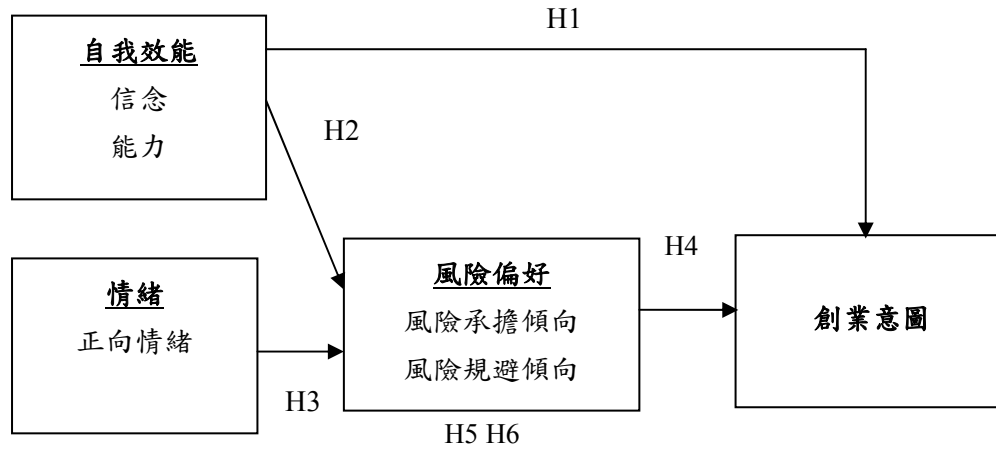 H1
自我效能
信念
能力
H2
情緒
正向情緒
H3
風險偏好
風險承擔傾向
風險規避傾向
H5 H6
H4
創業意圖